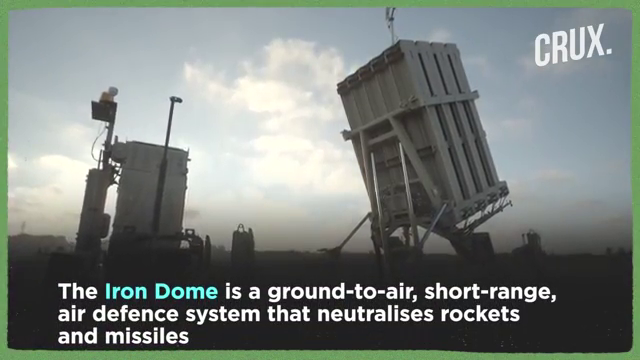 CRUX.
The Iron Dome is a ground-to-air, short-range,
air defence system that neutralises rockets
and missiles